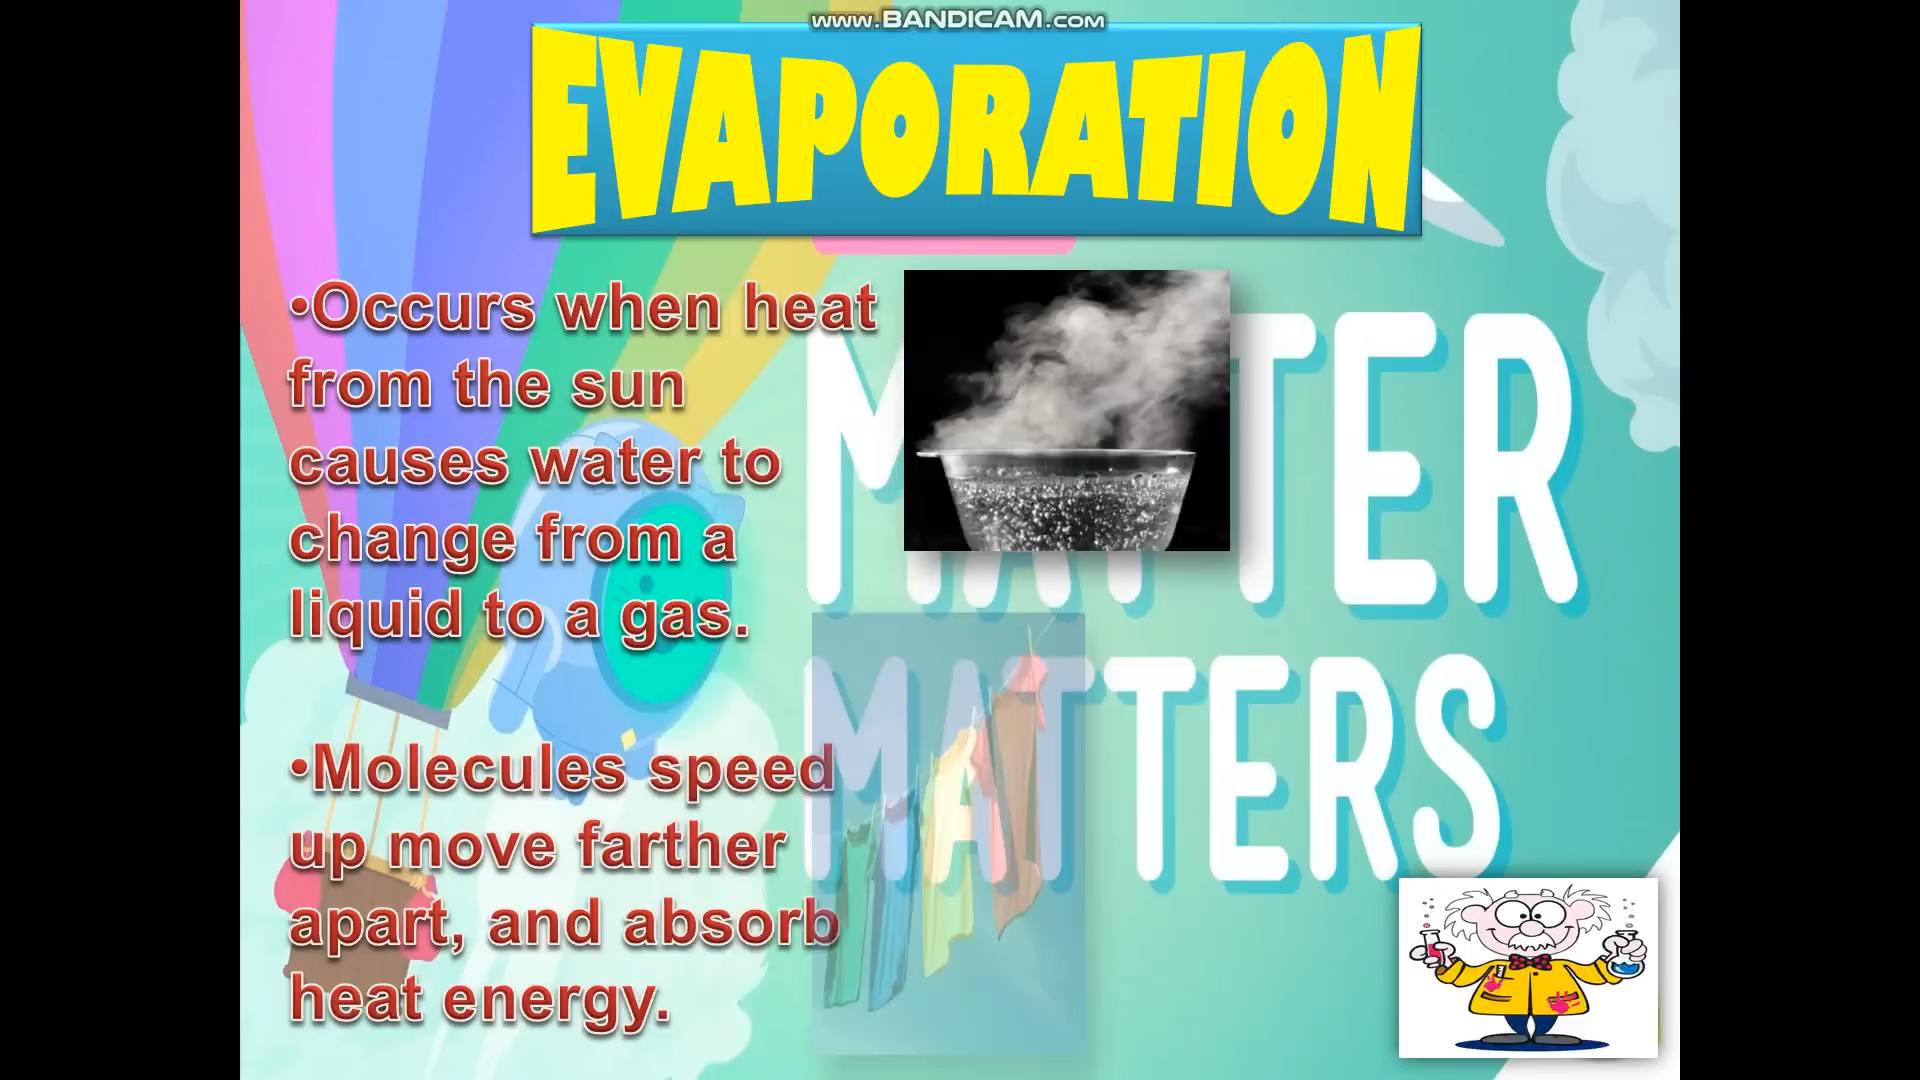 www.BANDICAM.com
EVAPORATION
•Occurs when heat
from the sun
causes water to
change from a
liquid to a gas.
•Molecules speed
up move farther
apart, and absorb
heat energy.
MATTER
MATTERS